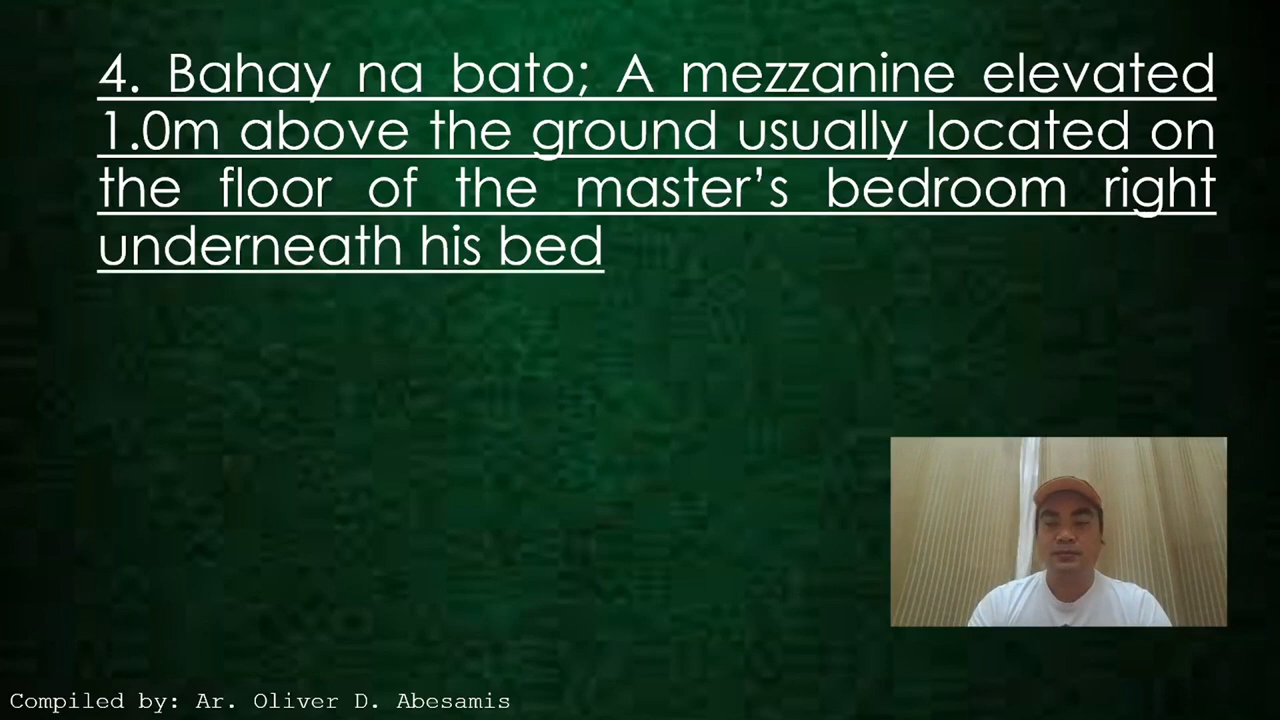 4. Bahay na bato; A mezzanine elevated
1.0m above the ground usually located on
the floor of the master’s bedroom right
underneath his bed
Compiled by: Ar. Oliver D. Abesamis